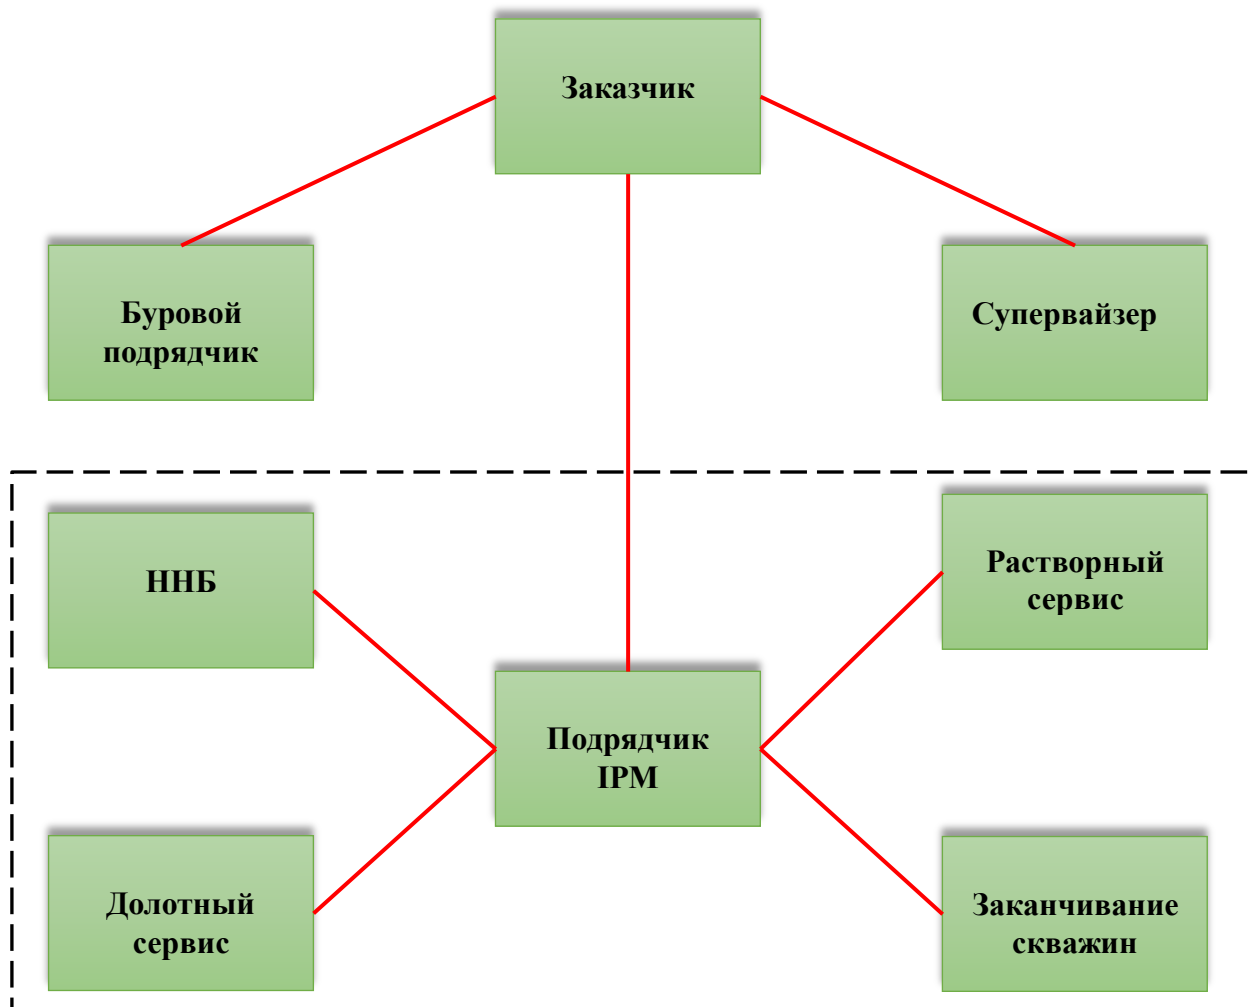 Заказчик
Буровой
подрядчик
Супервайзер
ННБ
Растворный
сервис
Подрядчик
IPM
Долотный
сервис
Заканчивание
скважин